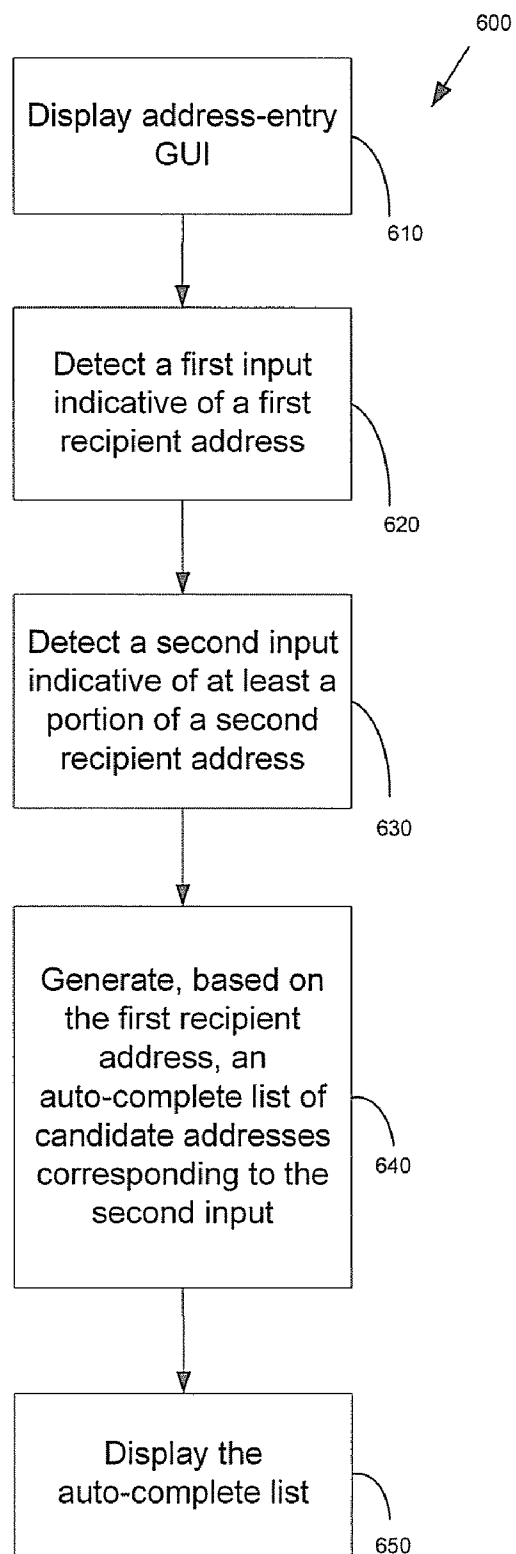 600
Display address-entry
GUI
610
Detect a first input
indicative of a first
recipient address
620
Detect a second input
indicative of at least a
portion of a second
recipient address
630
Generate, based on
the first recipient
address, an
auto-complete list of
candidate addresses
corresponding to the
second input
640
Display the
auto-complete list
650